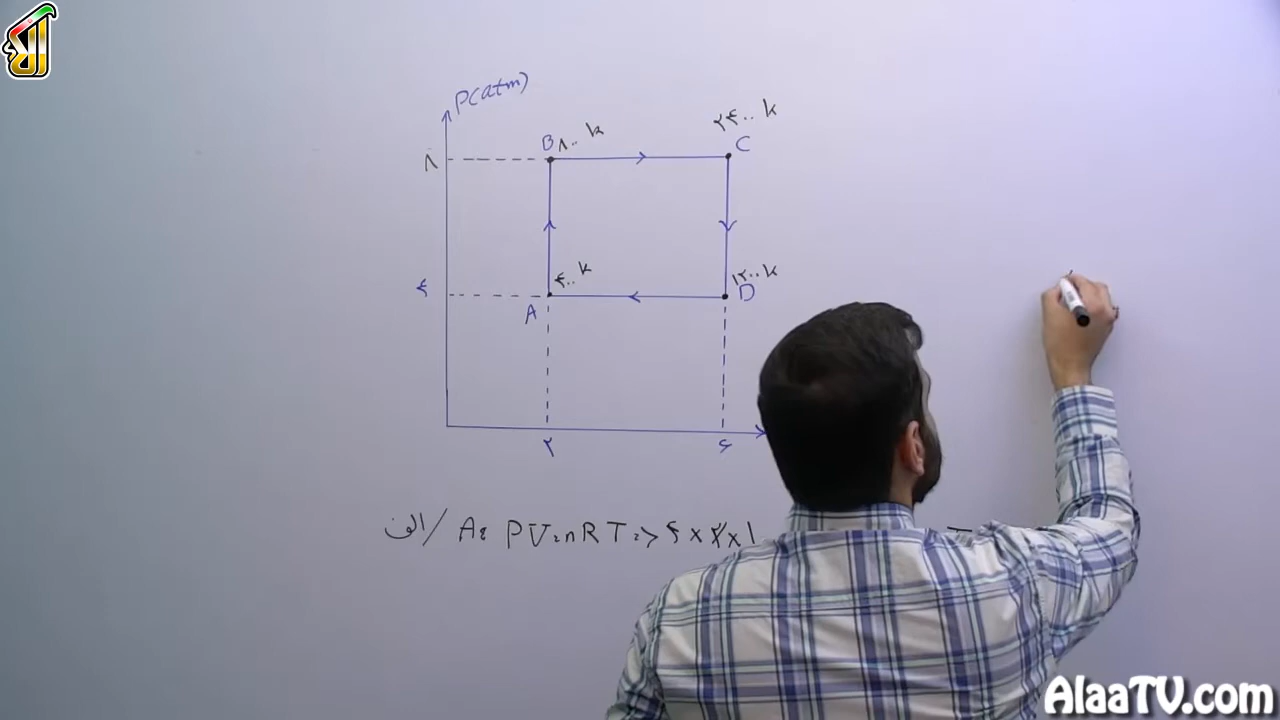 P(atm)
B ۸۰۰ k
۲۴۰۰ k
C
۸
۴۰۰ k
۱۲۰۰ k
۴
A
D
۲
۶
الف / A: PV=nRT => ۴×۲×۱
AlaaTV.com